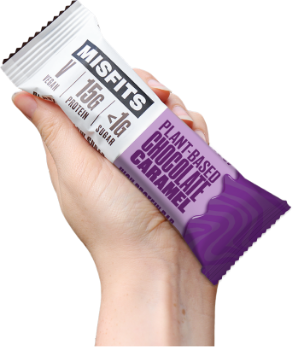 MISFITS
V
VEGAN
15G
PROTEIN
<1G
SUGAR
PLANT-BASED
CHOCOLATE
CARAMEL